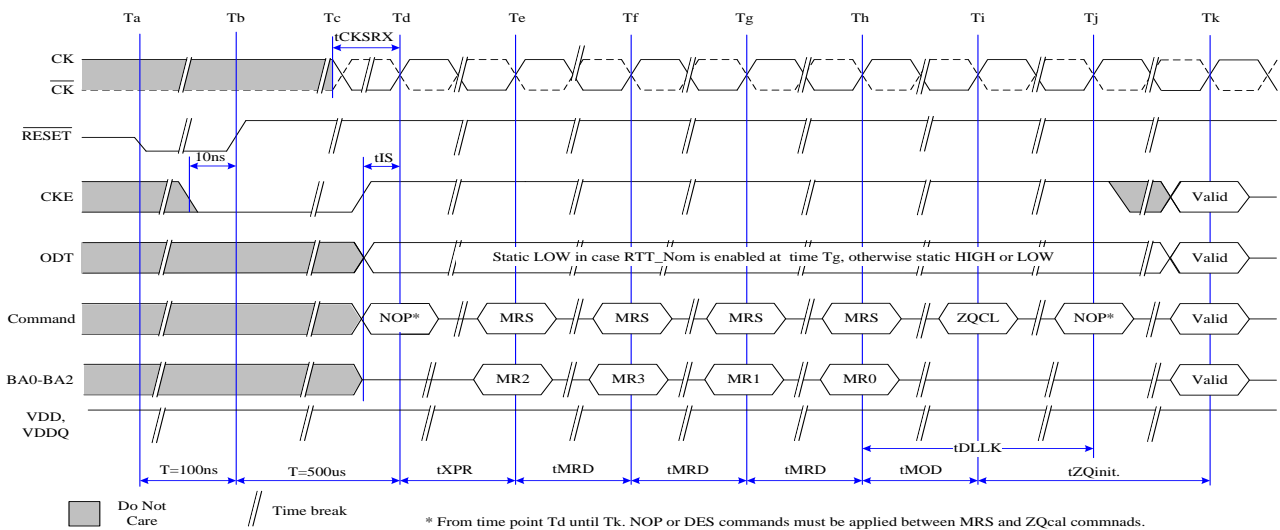 Ta Tb Tc Td Te Tf Tg Th Ti Tj Tk
tCKSRX
CK
CK
RESET
10ns tIS
CKE Valid
ODT Static LOW in case RTT_Nom is enabled at time Tg, otherwise static HIGH or LOW Valid
Command NOP* MRS MRS MRS MRS ZQCL NOP* Valid
BA0-BA2 MR2 MR3 MR1 MR0 Valid
VDD,
VDDQ
tDLLK
T=100ns T=500us tXPR tMRD tMRD tMRD tMOD tZQinit.
Do Not
Care
Time break
* From time point Td until Tk. NOP or DES commands must be applied between MRS and ZQcal commnads.